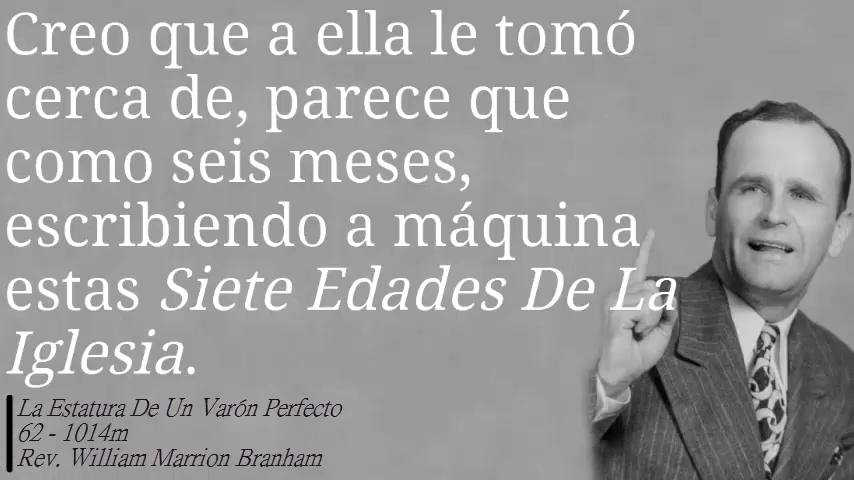 Creo que a ella le tomó
cerca de, parece que
como seis meses,
escribiendo a máquina
estas Siete Edades De La
Iglesia.
La Estatura De Un Varón Perfecto
62 - 1014m
Rev. William Marrion Branham